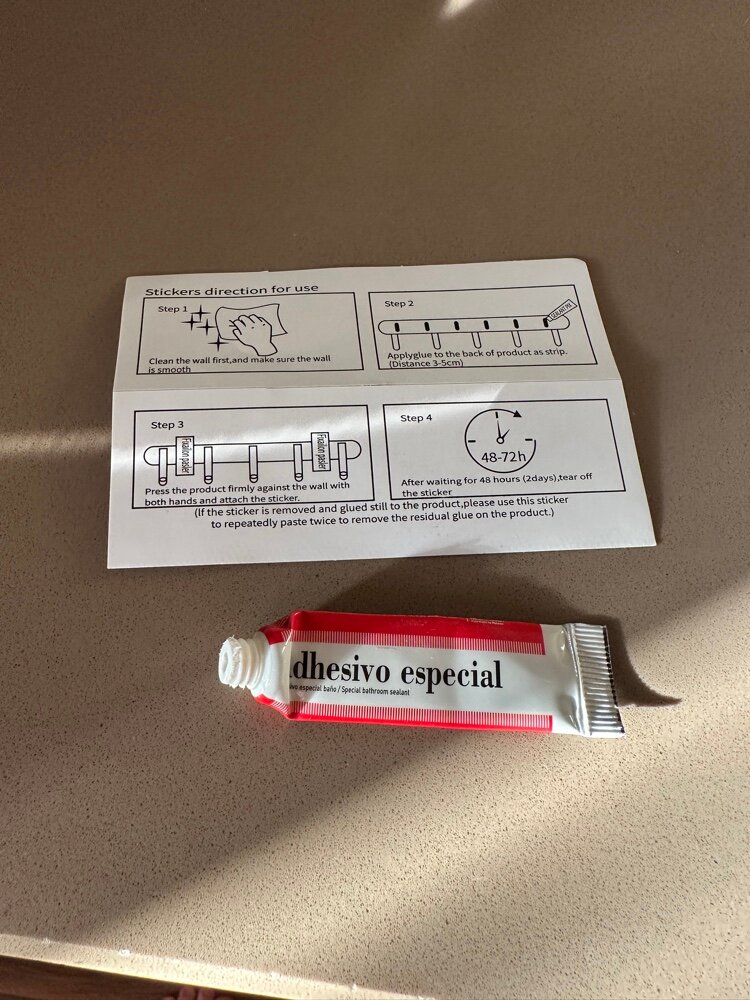 Stickers direction for use
Step 1
Clean the wall first,and make sure the wall
is smooth
Step 2
Applyglue to the back of product as strip.
(Distance 3-5cm)
Step 3
Press the product firmly against the wall with
both hands and attach the sticker.
Step 4
48-72h
After waiting for 48 hours (2days),tear off
the sticker
(If the sticker is removed and glued still to the product,please use this sticker
to repeatedly paste twice to remove the residual glue on the product.)
dhesivo especial
especial baño / Special bathroom sealant